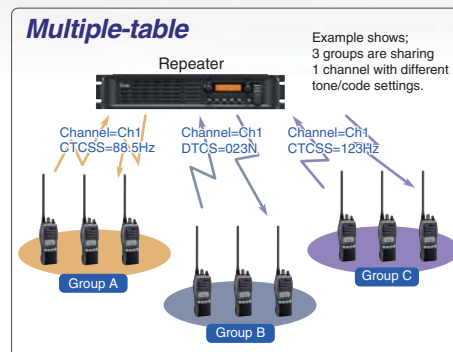 Multiple-table
Example shows;
3 groups are sharing
1 channel with different
tone/code settings.
Repeater
Channel=Ch1
CTCSS=88.5Hz
Channel=Ch1
DTCS=023N
Channel=Ch1
CTCSS=123Hz
Group A
Group B
Group C